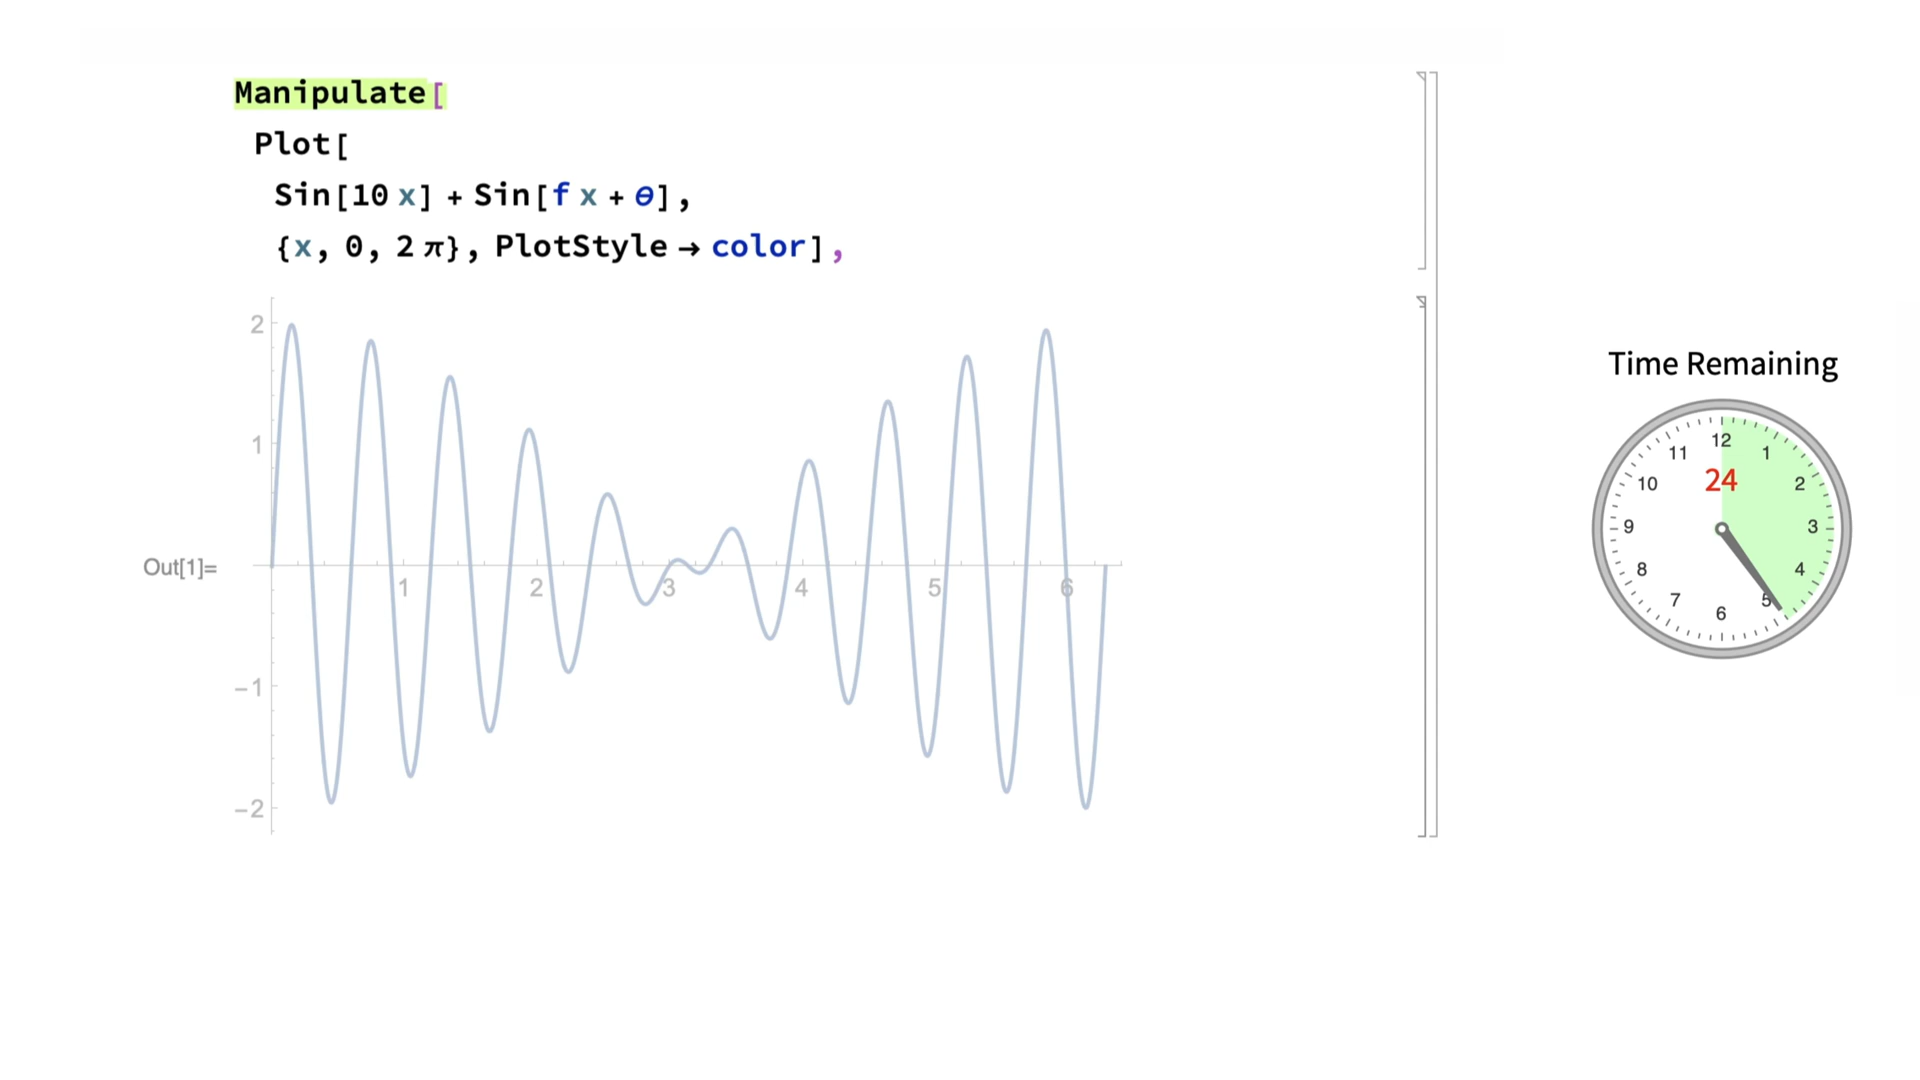 Manipulate[
Plot[
Sin[10 x] + Sin[f x + θ],
{x, 0, 2 π}, PlotStyle → color],
2
1
Out[1]=
1 2 3 4 5 6
-1
-2
Time Remaining
12
11 1
24
10 2
9 3
8 4
7 5
6